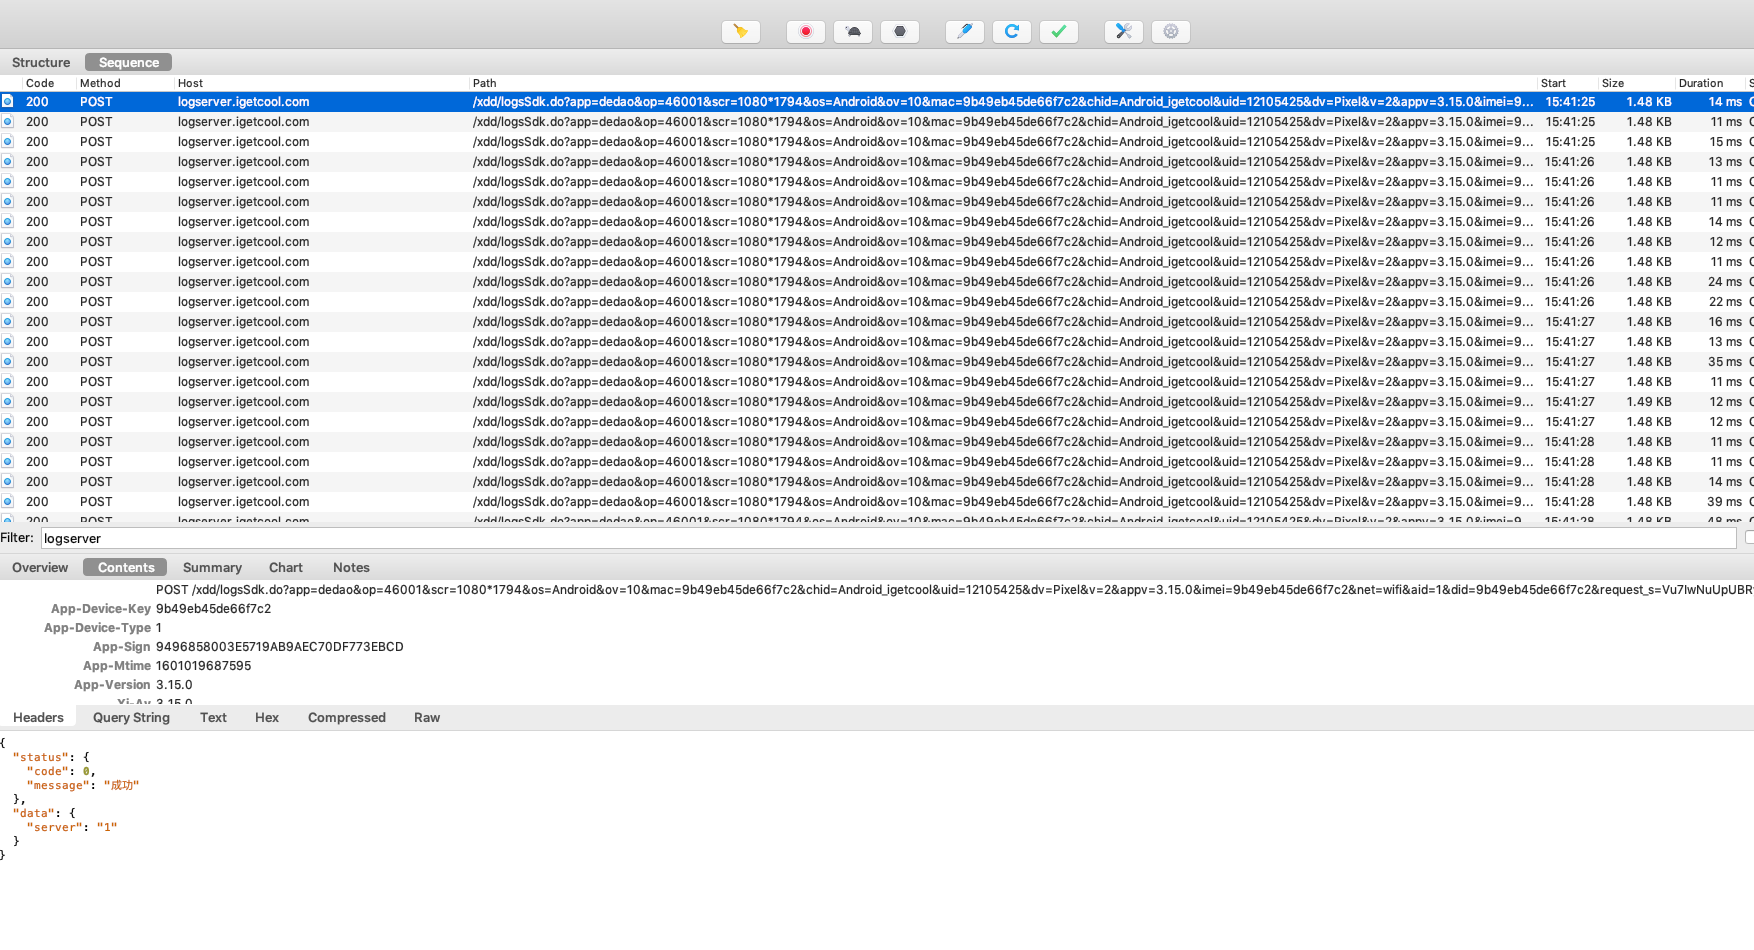 Structure Sequence
Code Method Host Path Start Size Duration
200 POST logserver.igetcool.com /xdd/logsSdk.do?app=dedao&op=46001&scr=1080*1794&os=Android&ov=10&mac=9b49eb45de66f7c2&chid=Android_igetcool&uid=12105425&dv=Pixel&v=2&appv=3.15.0&imei=9... 15:41:25 1.48 KB 14 ms
200 POST logserver.igetcool.com /xdd/logsSdk.do?app=dedao&op=46001&scr=1080*1794&os=Android&ov=10&mac=9b49eb45de66f7c2&chid=Android_igetcool&uid=12105425&dv=Pixel&v=2&appv=3.15.0&imei=9... 15:41:25 1.48 KB 11 ms
200 POST logserver.igetcool.com /xdd/logsSdk.do?app=dedao&op=46001&scr=1080*1794&os=Android&ov=10&mac=9b49eb45de66f7c2&chid=Android_igetcool&uid=12105425&dv=Pixel&v=2&appv=3.15.0&imei=9... 15:41:25 1.48 KB 15 ms
200 POST logserver.igetcool.com /xdd/logsSdk.do?app=dedao&op=46001&scr=1080*1794&os=Android&ov=10&mac=9b49eb45de66f7c2&chid=Android_igetcool&uid=12105425&dv=Pixel&v=2&appv=3.15.0&imei=9... 15:41:26 1.48 KB 13 ms
200 POST logserver.igetcool.com /xdd/logsSdk.do?app=dedao&op=46001&scr=1080*1794&os=Android&ov=10&mac=9b49eb45de66f7c2&chid=Android_igetcool&uid=12105425&dv=Pixel&v=2&appv=3.15.0&imei=9... 15:41:26 1.48 KB 11 ms
200 POST logserver.igetcool.com /xdd/logsSdk.do?app=dedao&op=46001&scr=1080*1794&os=Android&ov=10&mac=9b49eb45de66f7c2&chid=Android_igetcool&uid=12105425&dv=Pixel&v=2&appv=3.15.0&imei=9... 15:41:26 1.48 KB 11 ms
200 POST logserver.igetcool.com /xdd/logsSdk.do?app=dedao&op=46001&scr=1080*1794&os=Android&ov=10&mac=9b49eb45de66f7c2&chid=Android_igetcool&uid=12105425&dv=Pixel&v=2&appv=3.15.0&imei=9... 15:41:26 1.48 KB 14 ms
200 POST logserver.igetcool.com /xdd/logsSdk.do?app=dedao&op=46001&scr=1080*1794&os=Android&ov=10&mac=9b49eb45de66f7c2&chid=Android_igetcool&uid=12105425&dv=Pixel&v=2&appv=3.15.0&imei=9... 15:41:26 1.48 KB 12 ms
200 POST logserver.igetcool.com /xdd/logsSdk.do?app=dedao&op=46001&scr=1080*1794&os=Android&ov=10&mac=9b49eb45de66f7c2&chid=Android_igetcool&uid=12105425&dv=Pixel&v=2&appv=3.15.0&imei=9... 15:41:26 1.48 KB 11 ms
200 POST logserver.igetcool.com /xdd/logsSdk.do?app=dedao&op=46001&scr=1080*1794&os=Android&ov=10&mac=9b49eb45de66f7c2&chid=Android_igetcool&uid=12105425&dv=Pixel&v=2&appv=3.15.0&imei=9... 15:41:26 1.48 KB 24 ms
200 POST logserver.igetcool.com /xdd/logsSdk.do?app=dedao&op=46001&scr=1080*1794&os=Android&ov=10&mac=9b49eb45de66f7c2&chid=Android_igetcool&uid=12105425&dv=Pixel&v=2&appv=3.15.0&imei=9... 15:41:26 1.48 KB 22 ms
200 POST logserver.igetcool.com /xdd/logsSdk.do?app=dedao&op=46001&scr=1080*1794&os=Android&ov=10&mac=9b49eb45de66f7c2&chid=Android_igetcool&uid=12105425&dv=Pixel&v=2&appv=3.15.0&imei=9... 15:41:27 1.48 KB 16 ms
200 POST logserver.igetcool.com /xdd/logsSdk.do?app=dedao&op=46001&scr=1080*1794&os=Android&ov=10&mac=9b49eb45de66f7c2&chid=Android_igetcool&uid=12105425&dv=Pixel&v=2&appv=3.15.0&imei=9... 15:41:27 1.48 KB 13 ms
200 POST logserver.igetcool.com /xdd/logsSdk.do?app=dedao&op=46001&scr=1080*1794&os=Android&ov=10&mac=9b49eb45de66f7c2&chid=Android_igetcool&uid=12105425&dv=Pixel&v=2&appv=3.15.0&imei=9... 15:41:27 1.48 KB 35 ms
200 POST logserver.igetcool.com /xdd/logsSdk.do?app=dedao&op=46001&scr=1080*1794&os=Android&ov=10&mac=9b49eb45de66f7c2&chid=Android_igetcool&uid=12105425&dv=Pixel&v=2&appv=3.15.0&imei=9... 15:41:27 1.48 KB 11 ms
200 POST logserver.igetcool.com /xdd/logsSdk.do?app=dedao&op=46001&scr=1080*1794&os=Android&ov=10&mac=9b49eb45de66f7c2&chid=Android_igetcool&uid=12105425&dv=Pixel&v=2&appv=3.15.0&imei=9... 15:41:27 1.49 KB 12 ms
200 POST logserver.igetcool.com /xdd/logsSdk.do?app=dedao&op=46001&scr=1080*1794&os=Android&ov=10&mac=9b49eb45de66f7c2&chid=Android_igetcool&uid=12105425&dv=Pixel&v=2&appv=3.15.0&imei=9... 15:41:27 1.48 KB 12 ms
200 POST logserver.igetcool.com /xdd/logsSdk.do?app=dedao&op=46001&scr=1080*1794&os=Android&ov=10&mac=9b49eb45de66f7c2&chid=Android_igetcool&uid=12105425&dv=Pixel&v=2&appv=3.15.0&imei=9... 15:41:28 1.48 KB 11 ms
200 POST logserver.igetcool.com /xdd/logsSdk.do?app=dedao&op=46001&scr=1080*1794&os=Android&ov=10&mac=9b49eb45de66f7c2&chid=Android_igetcool&uid=12105425&dv=Pixel&v=2&appv=3.15.0&imei=9... 15:41:28 1.48 KB 11 ms
200 POST logserver.igetcool.com /xdd/logsSdk.do?app=dedao&op=46001&scr=1080*1794&os=Android&ov=10&mac=9b49eb45de66f7c2&chid=Android_igetcool&uid=12105425&dv=Pixel&v=2&appv=3.15.0&imei=9... 15:41:28 1.48 KB 14 ms
200 POST logserver.igetcool.com /xdd/logsSdk.do?app=dedao&op=46001&scr=1080*1794&os=Android&ov=10&mac=9b49eb45de66f7c2&chid=Android_igetcool&uid=12105425&dv=Pixel&v=2&appv=3.15.0&imei=9... 15:41:28 1.48 KB 39 ms
200 POST logserver.igetcool.com /xdd/logsSdk.do?app=dedao&op=46001&scr=1080*1794&os=Android&ov=10&mac=9b49eb45de66f7c2&chid=Android_igetcool&uid=12105425&dv=Pixel&v=2&appv=3.15.0&imei=9... 15:41:28 1.48 KB 48 ms
Filter: logserver
Overview Contents Summary Chart Notes
POST /xdd/logsSdk.do?app=dedao&op=46001&scr=1080*1794&os=Android&ov=10&mac=9b49eb45de66f7c2&chid=Android_igetcool&uid=12105425&dv=Pixel&v=2&appv=3.15.0&imei=9b49eb45de66f7c2&net=wifi&aid=1&did=9b49eb45de66f7c2&request_s=Vu7IwNuUpUBR
App-Device-Key 9b49eb45de66f7c2
App-Device-Type 1
App-Sign 9496858003E5719AB9AEC70DF773EBCD
App-Mtime 1601019687595
App-Version 3.15.0
Xi-Av 3.15.0
Headers Query String Text Hex Compressed Raw
{
"status": {
"code": 0,
"message": "成功"
},
"data": {
"server": "1"
}
}